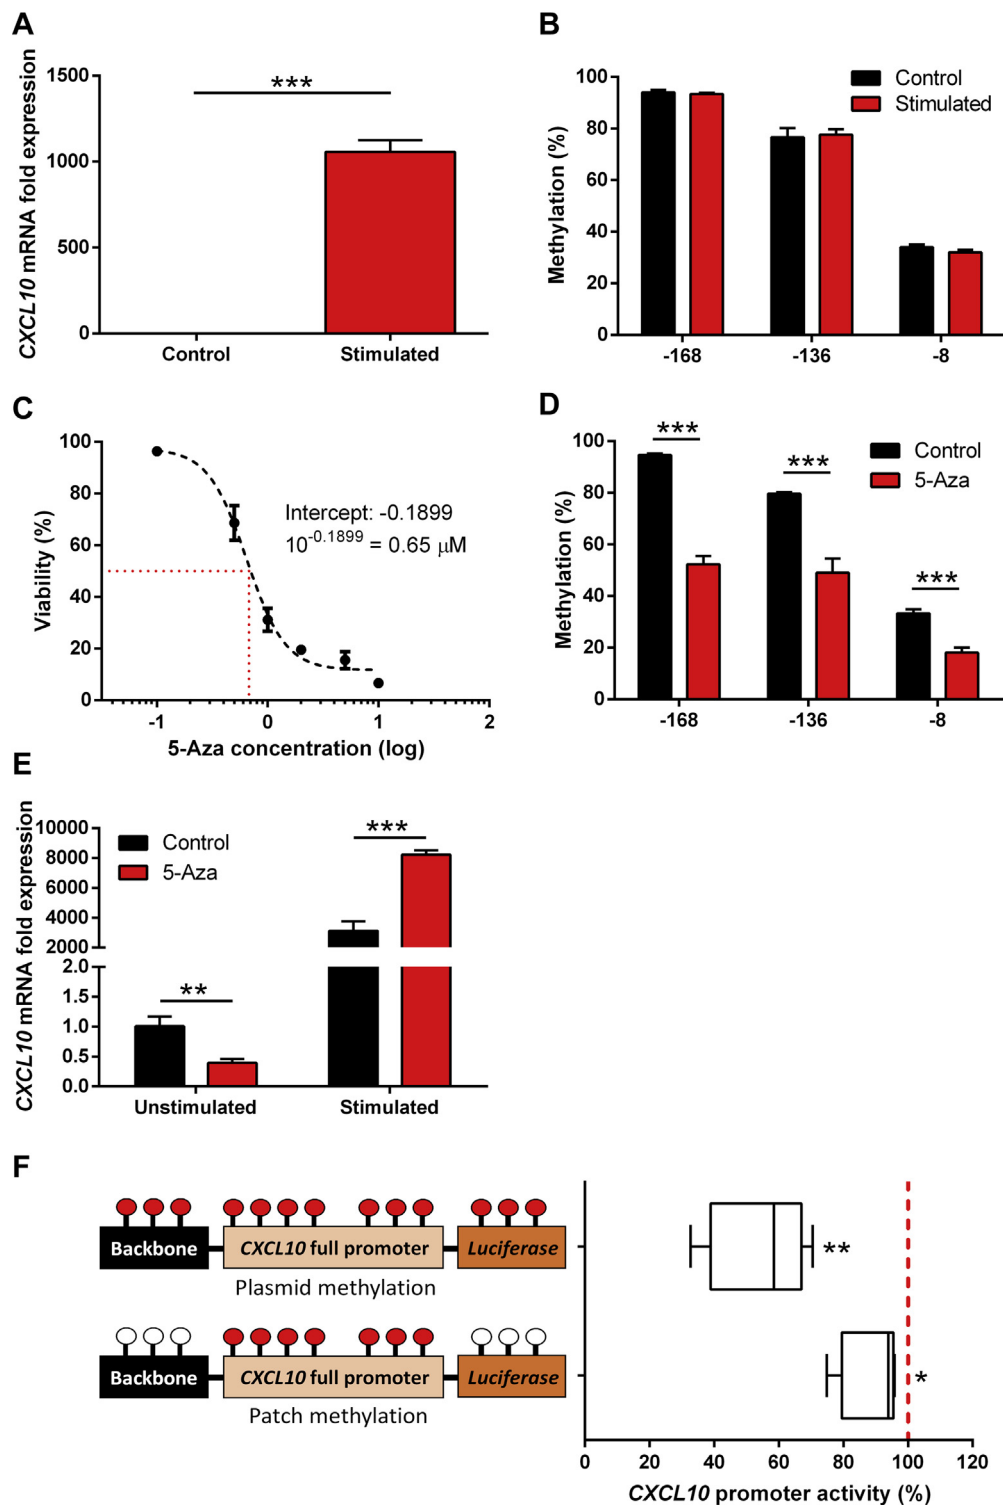 A
CXCL10 mRNA fold expression
1500
1000
500
0
***
Control
Stimulated
B
Methylation (%)
100
80
60
40
20
0
Control
Stimulated
-168
-136
-8
C
Viability (%)
100
80
60
40
20
0
Intercept: -0.1899
10^-0.1899 = 0.65 μM
-1
0
1
2
5-Aza concentration (log)
D
Methylation (%)
100
80
60
40
20
0
***
***
***
Control
5-Aza
-168
-136
-8
E
CXCL10 mRNA fold expression
10000
8000
6000
4000
2000
2.0
1.5
1.0
0.5
0.0
Control
5-Aza
**
***
Unstimulated
Stimulated
F
Backbone
CXCL10 full promoter
Luciferase
Plasmid methylation
Backbone
CXCL10 full promoter
Luciferase
Patch methylation
**
*
0
20
40
60
80
100
120
CXCL10 promoter activity (%)